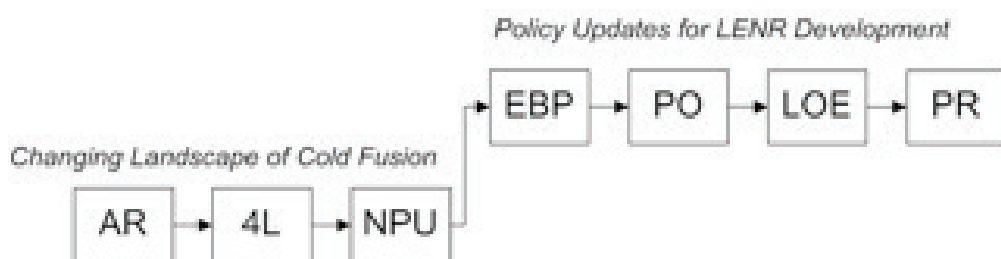 Policy Updates for LENR Development
EBP PO LOE PR
Changing Landscape of Cold Fusion
AR 4L NPU